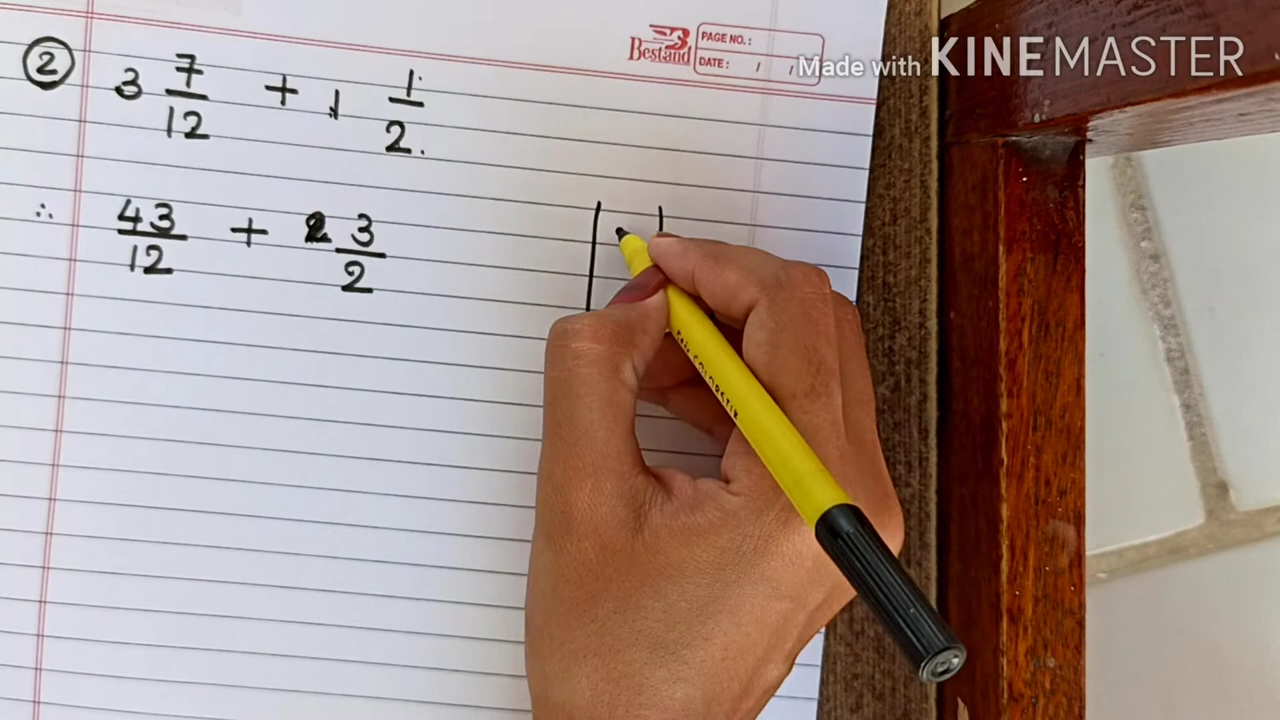 Bestand
PAGE NO.:
DATE: / /
Made with KINEMASTER
② 3 7/12 + 1 1/2.
∴ 43/12 + 3/2